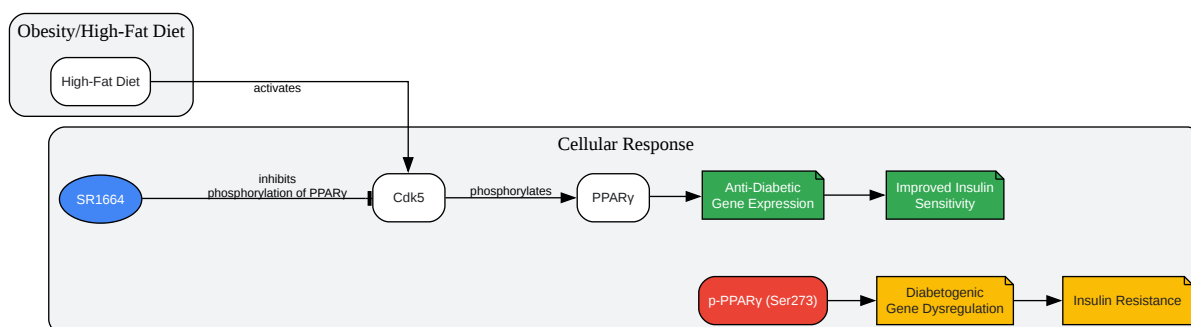 Obesity/High-Fat Diet
High-Fat Diet
activates
Cellular Response
SR1664
inhibits
phosphorylation of PPARγ
Cdk5
phosphorylates
PPARγ
Anti-Diabetic
Gene Expression
Improved Insulin
Sensitivity
p-PPARγ (Ser273)
Diabetogenic
Gene Dysregulation
Insulin Resistance